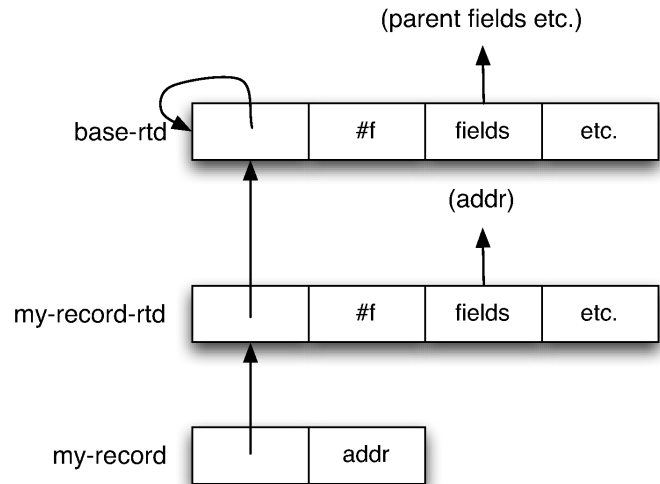 (parent fields etc.)
base-rtd #f fields etc.
(addr)
my-record-rtd #f fields etc.
my-record addr